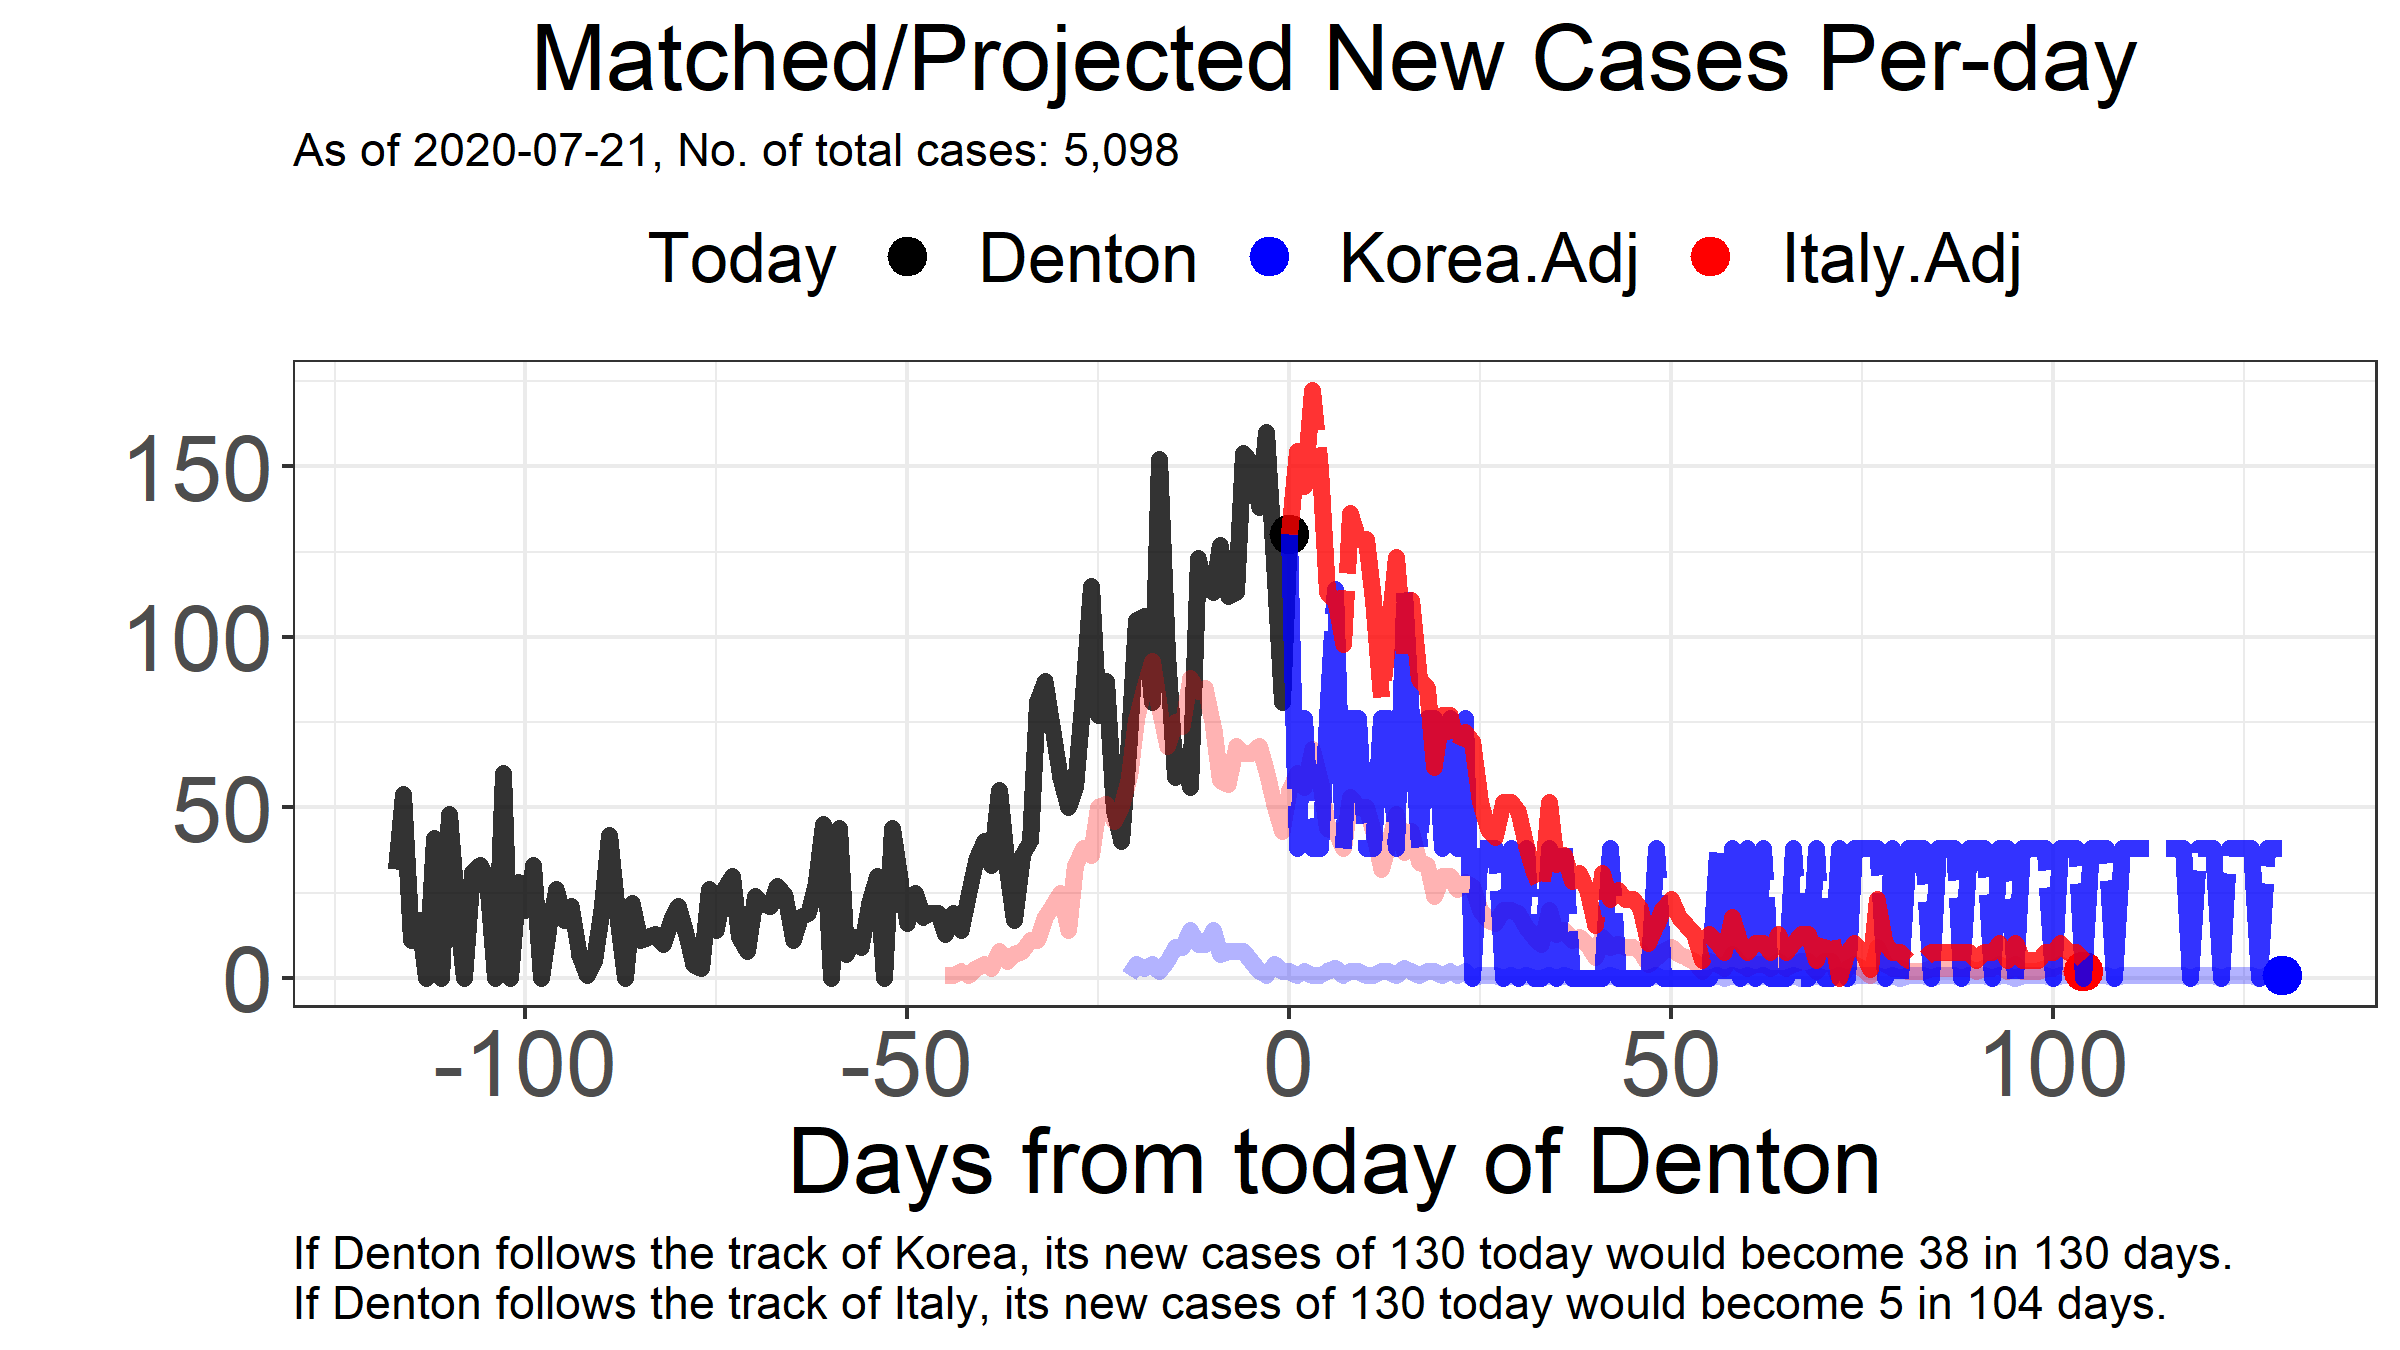 Matched/Projected New Cases Per-day
As of 2020-07-21, No. of total cases: 5,098
Today Denton Korea.Adj Italy.Adj
150
100
50
0
-100 -50 0 50 100
Days from today of Denton
If Denton follows the track of Korea, its new cases of 130 today would become 38 in 130 days.
If Denton follows the track of Italy, its new cases of 130 today would become 5 in 104 days.